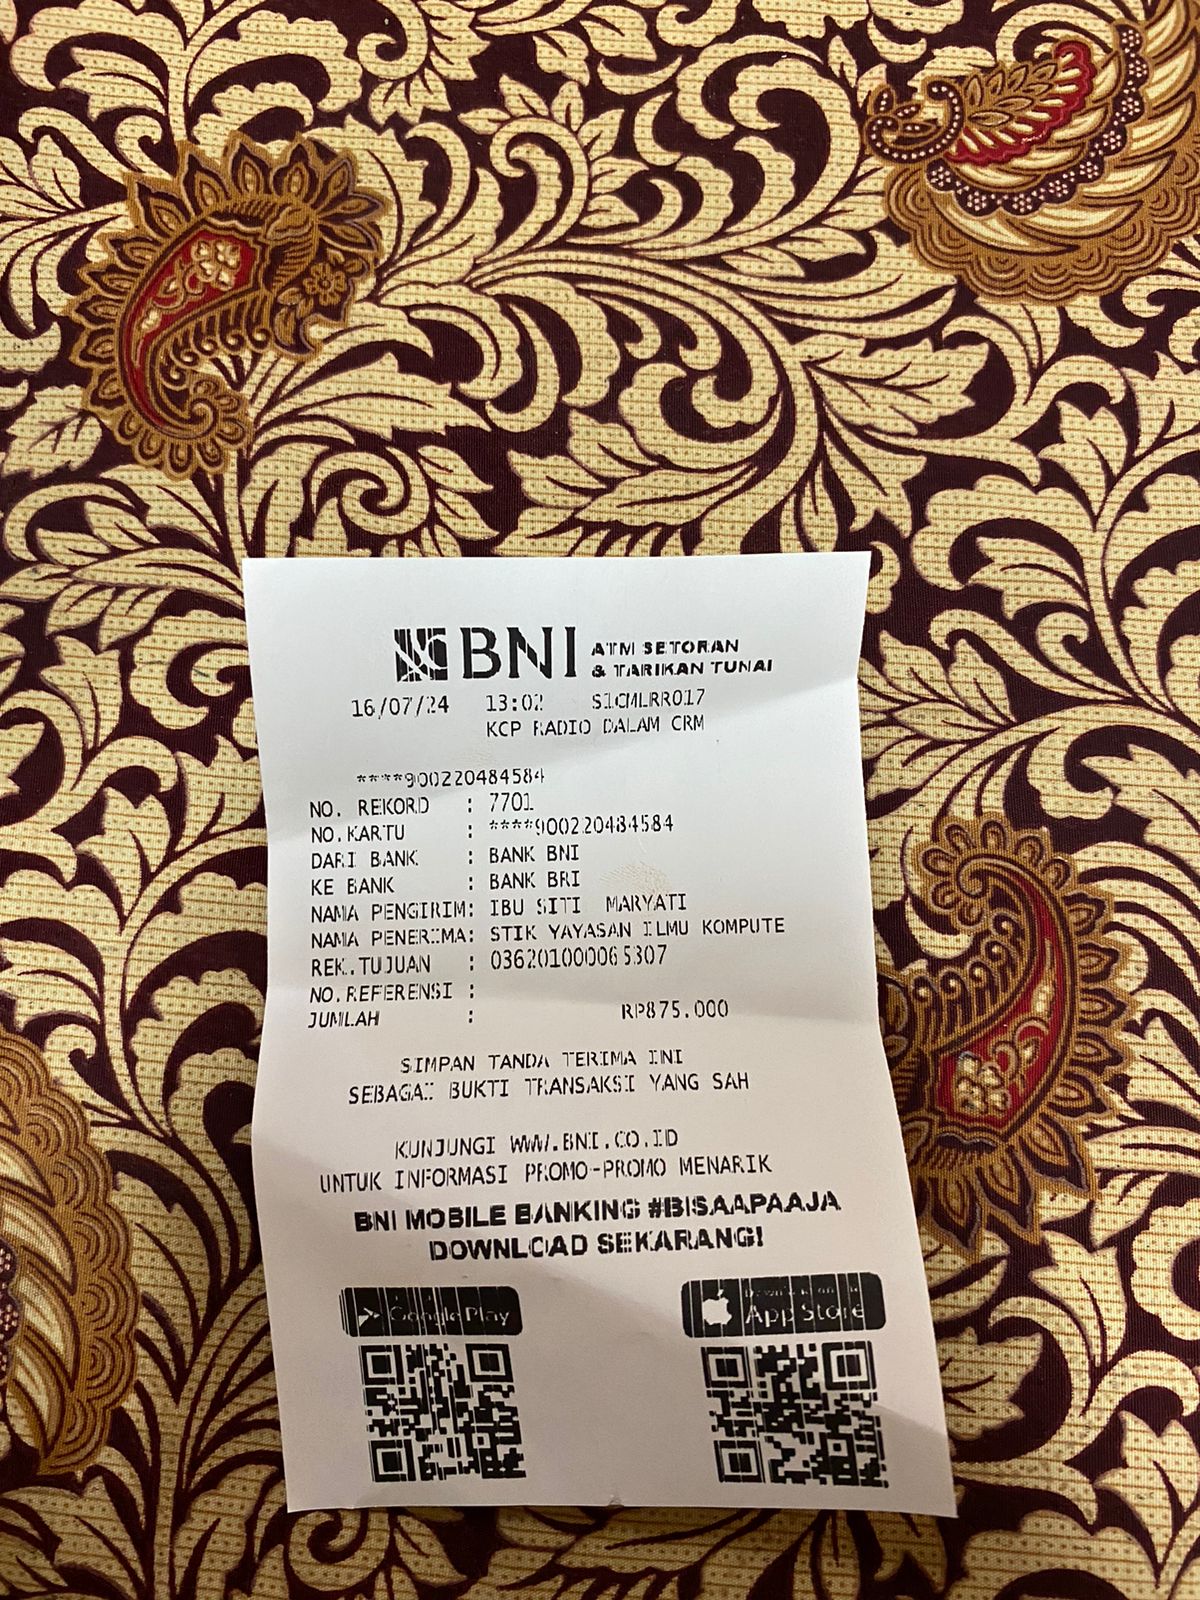 BNI ATM SETORAN & TARIKAN TUNAI
16/07/24 13:02 S1CMLRR017
KCP RADIO DALAM CRM
****900220484584
NO. REKORD : 7701
NO.KARTU : ****900220484584
DARI BANK : BANK BNI
KE BANK : BANK BRI
NAMA PENGIRIM: IBU SITI MARYATI
NAMA PENERIMA: STIK YAYASAN ILMU KOMPUTE
REK.TUJUAN : 036201000065307
NO.REFERENSI :
JUMLAH : RP875.000
SIMPAN TANDA TERIMA INI
SEBAGAI BUKTI TRANSAKSI YANG SAH
KUNJUNGI WWW.BNI.CO.ID
UNTUK INFORMASI PROMO-PROMO MENARIK
BNI MOBILE BANKING #BISAAPAAJA
DOWNLOAD SEKARANG!
Google Play
Download on the
App Store